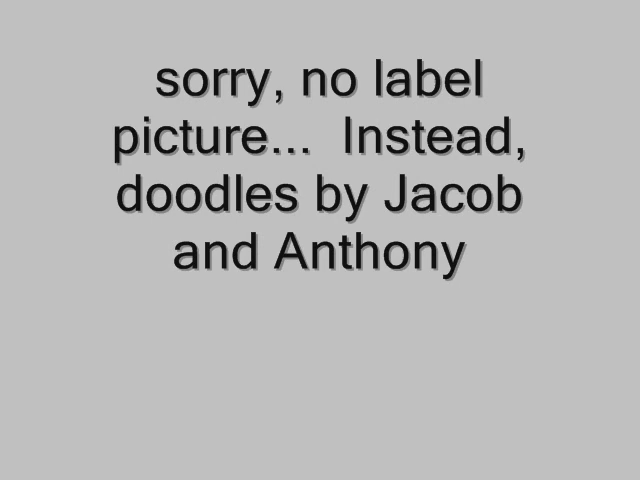 sorry, no label
picture...  Instead,
doodles by Jacob
and Anthony